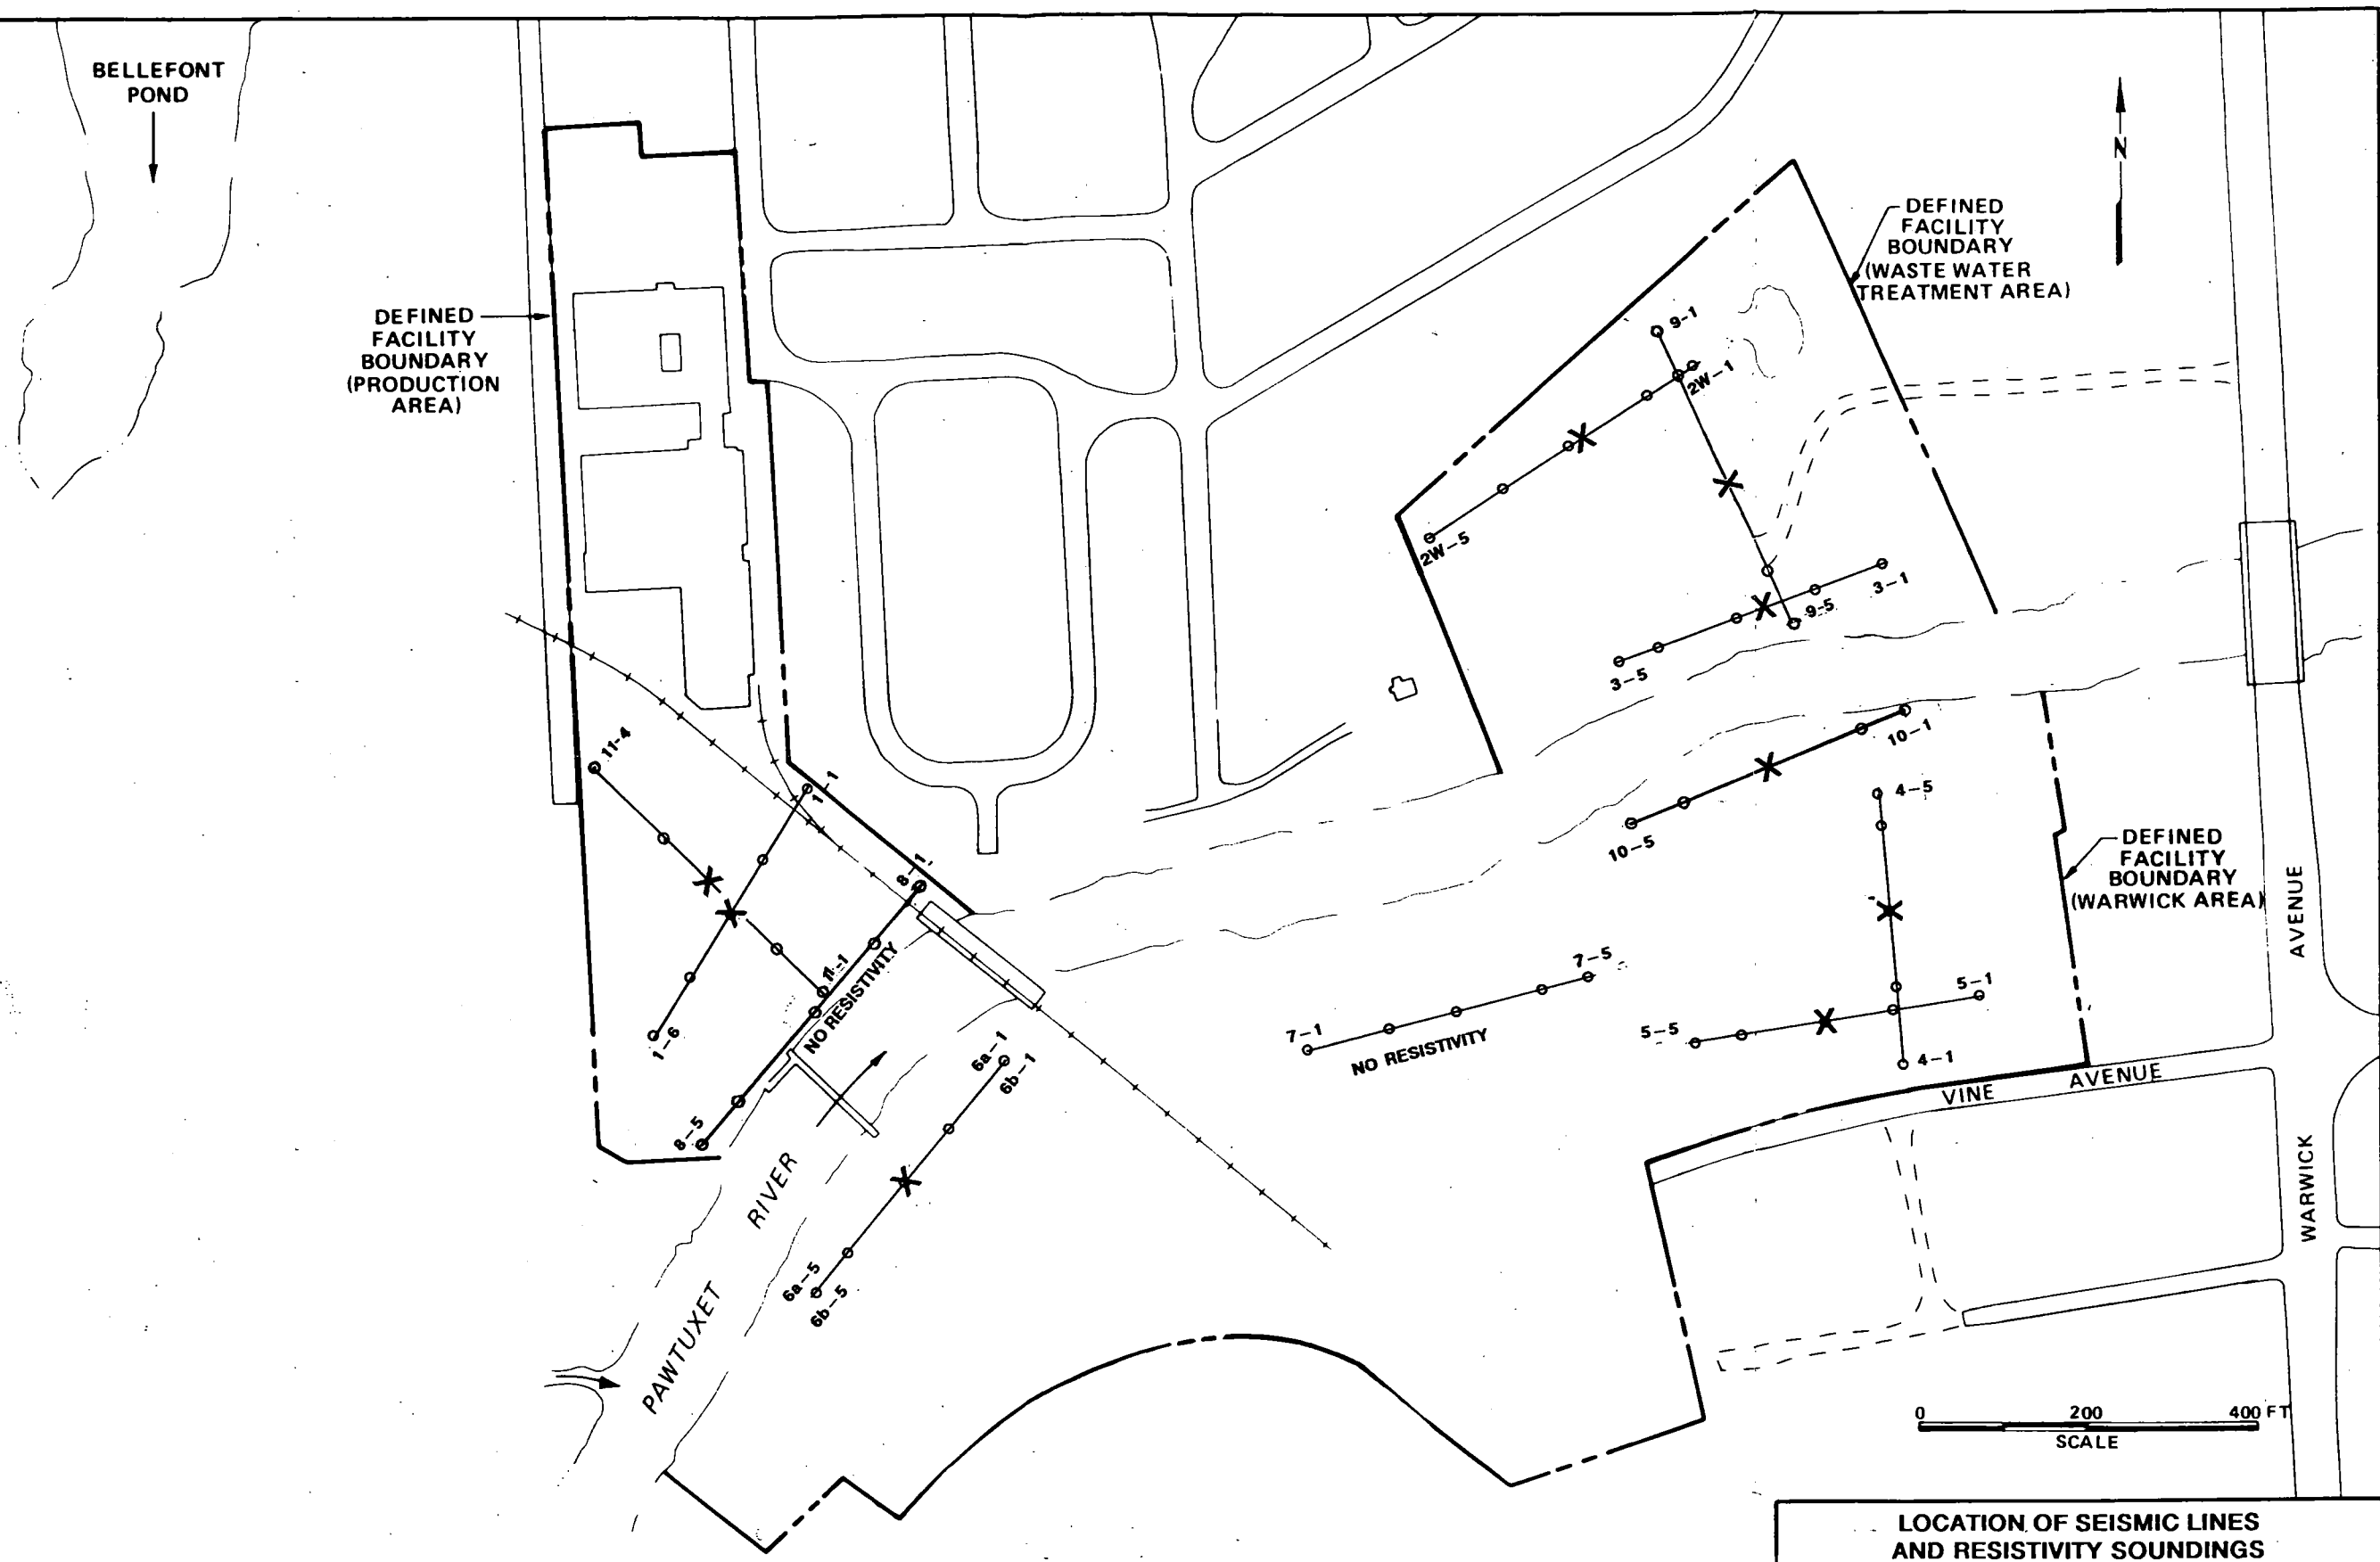 BELLEFONT
POND
N
DEFINED
FACILITY
BOUNDARY
(WASTE WATER
TREATMENT AREA)
DEFINED
FACILITY
BOUNDARY
(PRODUCTION
AREA)
9-1
2W-1
2W-5
3-1
9-5
3-5
10-1
10-5
11-4
1-1
4-5
8-1
DEFINED
FACILITY
BOUNDARY
(WARWICK AREA)
AVENUE
11-1
NO RESISTIVITY
7-5
5-1
7-1
NO RESISTIVITY
5-5
1-6
6a-1
6b-1
4-1
VINE AVENUE
8-5
RIVER
WARWICK
6a-5
6b-5
PAWTUXET
0 200 400 FT
SCALE
LOCATION OF SEISMIC LINES
AND RESISTIVITY SOUNDINGS